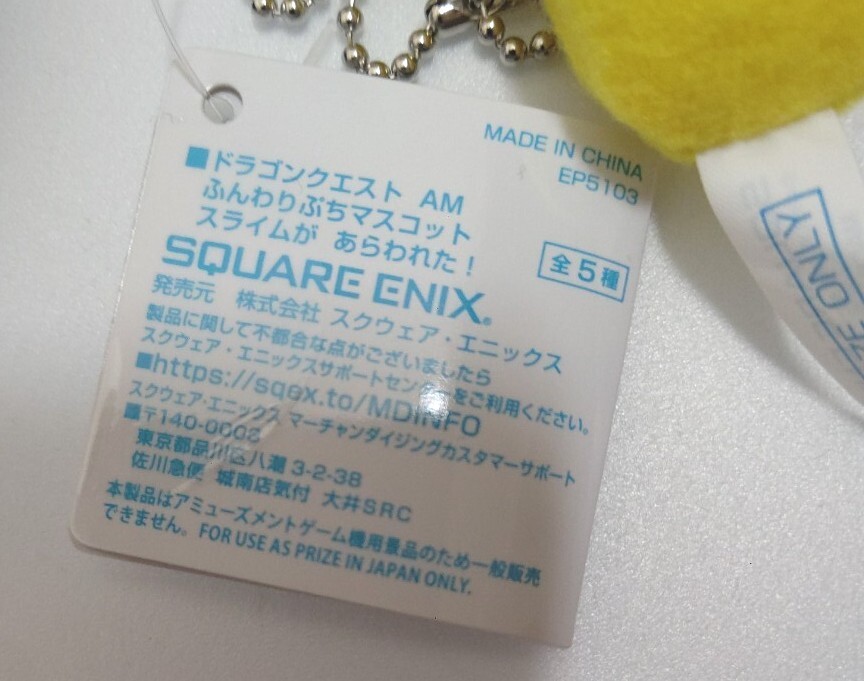 MADE IN CHINA
EP5103
■ドラゴンクエスト AM
ふんわりぷちマスコット
スライムが あらわれた!
全5種
SQUARE ENIX®
発売元 株式会社 スクウェア・エニックス
製品に関して不都合な点がございましたら
スクウェア・エニックスサポートセンターをご利用ください。
■https://sqex.to/MDINFO
スクウェア・エニックス マーチャンダイジングカスタマーサポート
■〒140-0003
東京都品川区八潮3-2-38
佐川急便 城南店気付 大井SRC
本製品はアミューズメントゲーム機用景品のため一般販売
できません。FOR USE AS PRIZE IN JAPAN ONLY.
ONLY